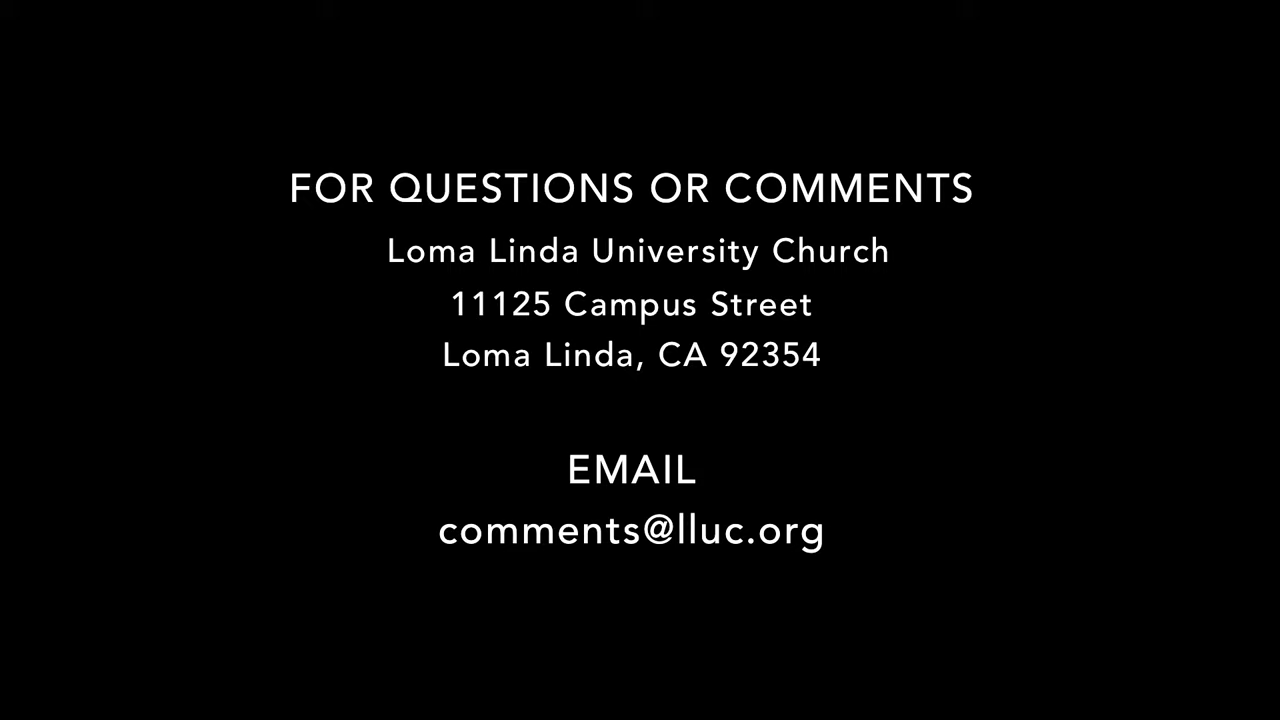 FOR QUESTIONS OR COMMENTS
Loma Linda University Church
11125 Campus Street
Loma Linda, CA 92354
EMAIL
comments@lluc.org